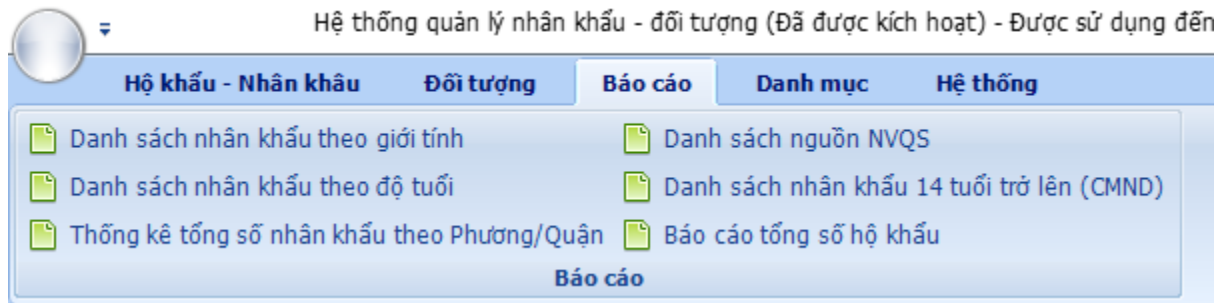 Hệ thống quản lý nhân khẩu - đối tượng (Đã được kích hoạt) - Được sử dụng đến
Hộ khẩu - Nhân khâu Đối tượng Báo cáo Danh mục Hệ thống
Danh sách nhân khẩu theo giới tính
Danh sách nhân khẩu theo độ tuổi
Thống kê tổng số nhân khẩu theo Phương/Quận
Danh sách nguồn NVQS
Danh sách nhân khẩu 14 tuổi trở lên (CMND)
Báo cáo tổng số hộ khẩu
Báo cáo